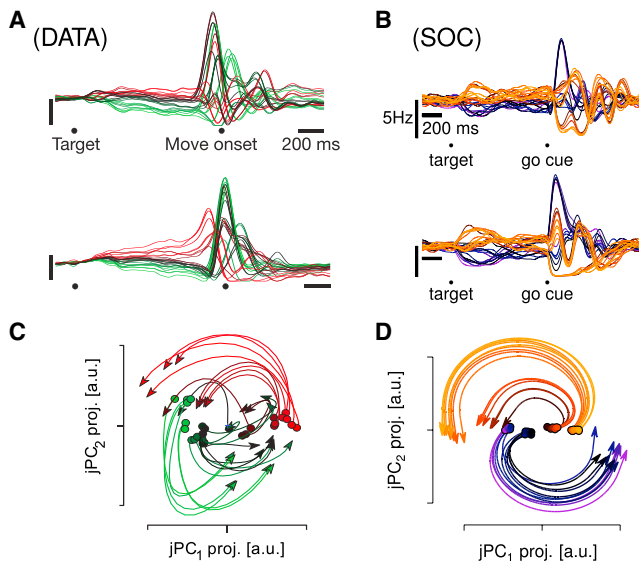 A
(DATA)
Target
Move onset
200 ms
B
(SOC)
5Hz
200 ms
target
go cue
target
go cue
C
jPC2 proj. [a.u.]
jPC1 proj. [a.u.]
D
jPC2 proj. [a.u.]
jPC1 proj. [a.u.]